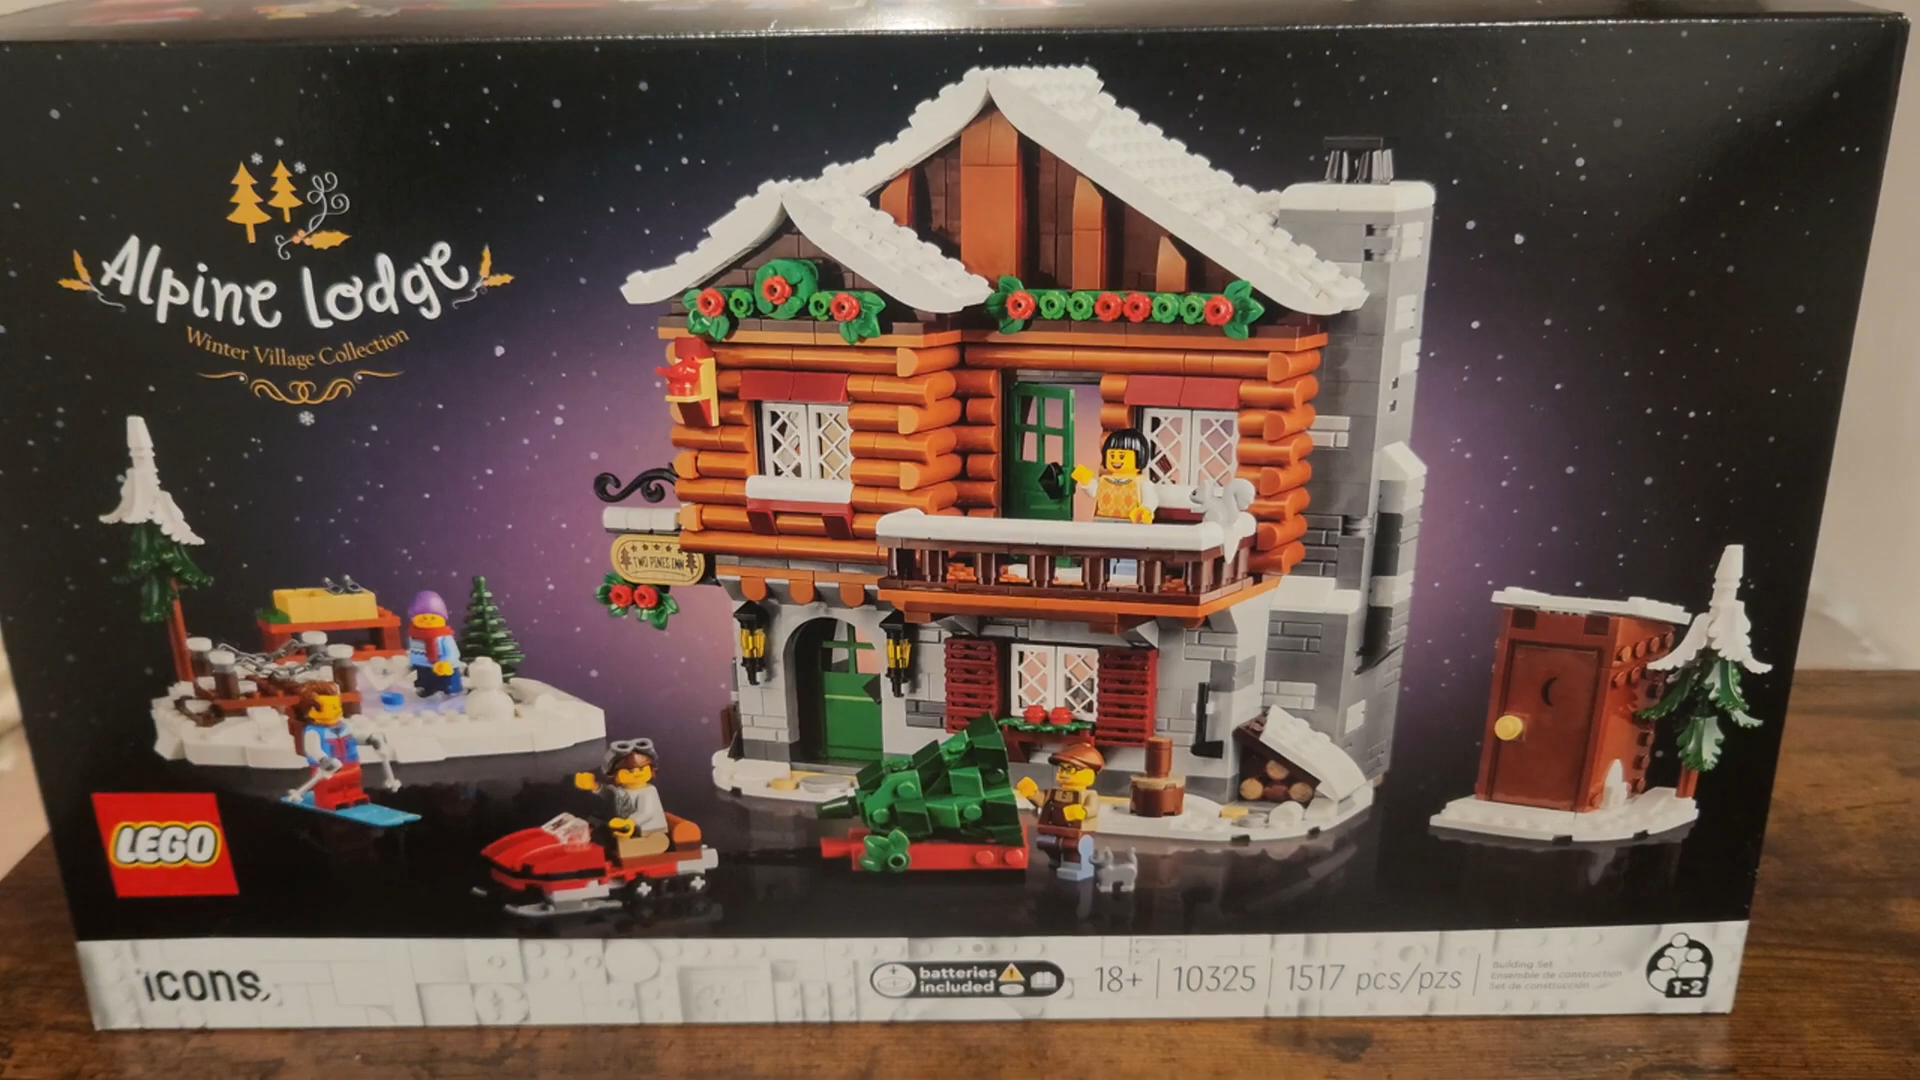 Alpine Lodge
Winter Village Collection
TWO PINES INN
LEGO
icons
batteries
included
18+
10325
1517 pcs/pzs
Building Set
Ensemble de construction
Set de construcción
1-2